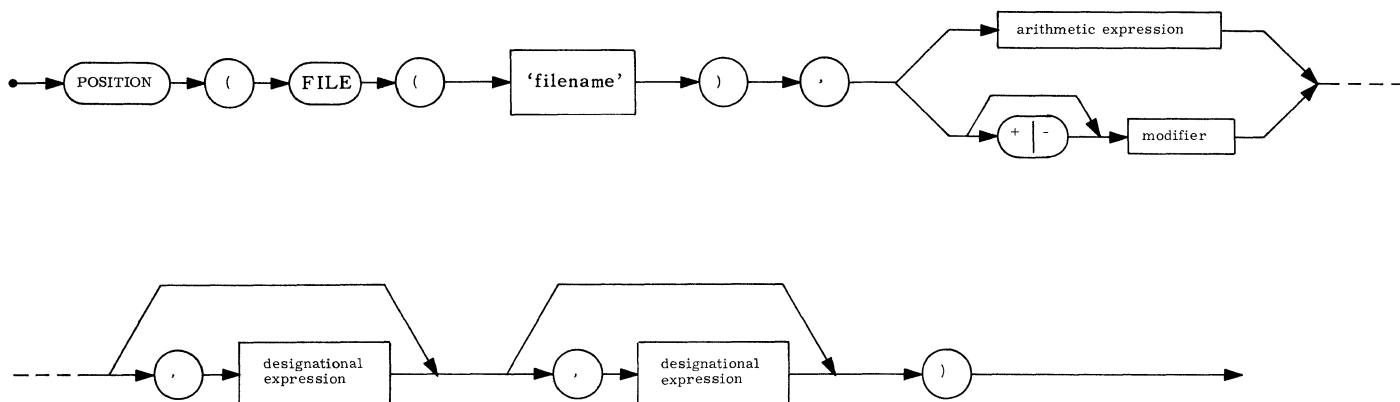 arithmetic expression
POSITION ( FILE ( 'filename' ) ,
+ | - modifier
, designational expression , designational expression )